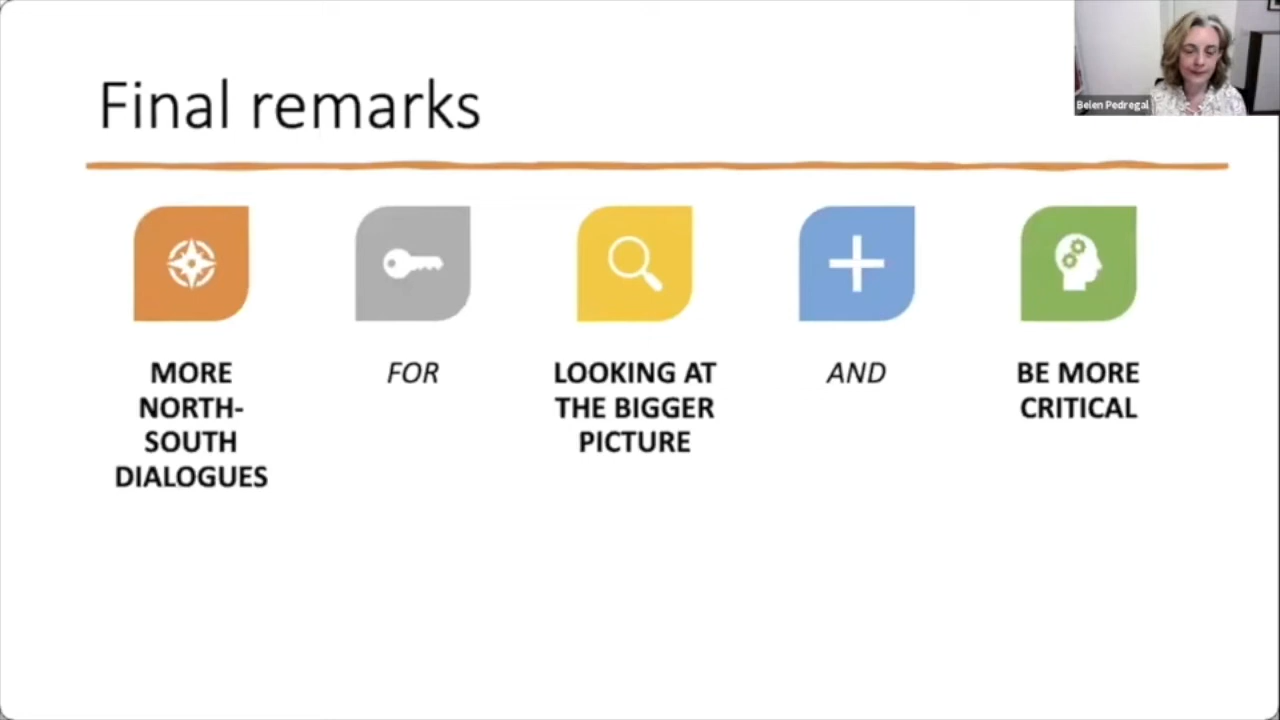 Final remarks
Belen Pedregal
MORE
NORTH-
SOUTH
DIALOGUES
FOR
LOOKING AT
THE BIGGER
PICTURE
AND
BE MORE
CRITICAL